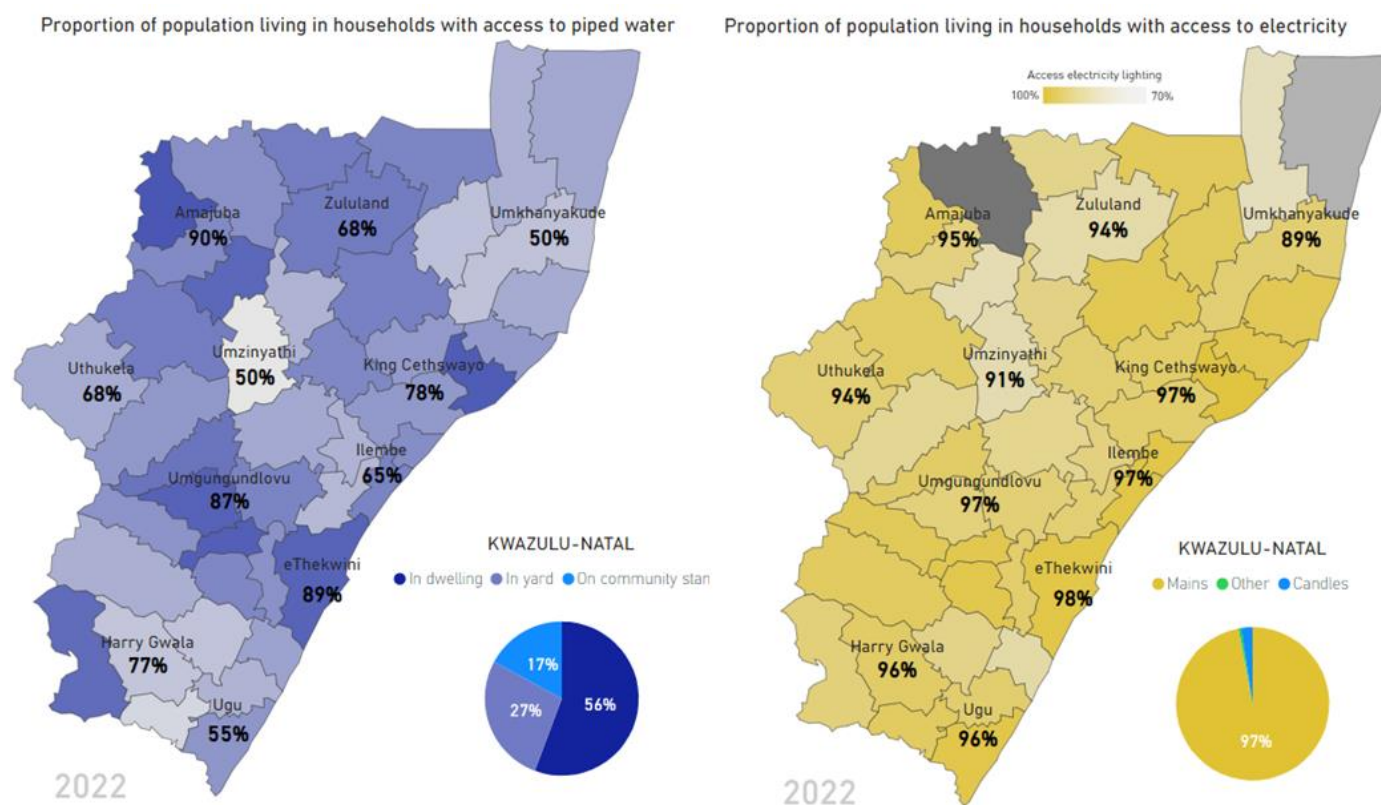 Proportion of population living in households with access to piped water
Amajuba
90%
Zululand
68%
Umkhanyakude
50%
Uthukela
68%
Umzinyathi
50%
King Cethswayo
78%
Ilembe
65%
Umgungundlovu
87%
eThekwini
89%
Harry Gwala
77%
Ugu
55%
KWAZULU-NATAL
In dwelling In yard On community stan
17%
27%
56%
2022
Proportion of population living in households with access to electricity
Access electricity lighting
100% 70%
Amajuba
95%
Zululand
94%
Umkhanyakude
89%
Uthukela
94%
Umzinyathi
91%
King Cethswayo
97%
Ilembe
97%
Umgungundlovu
97%
eThekwini
98%
Harry Gwala
96%
Ugu
96%
KWAZULU-NATAL
Mains Other Candles
97%
2022